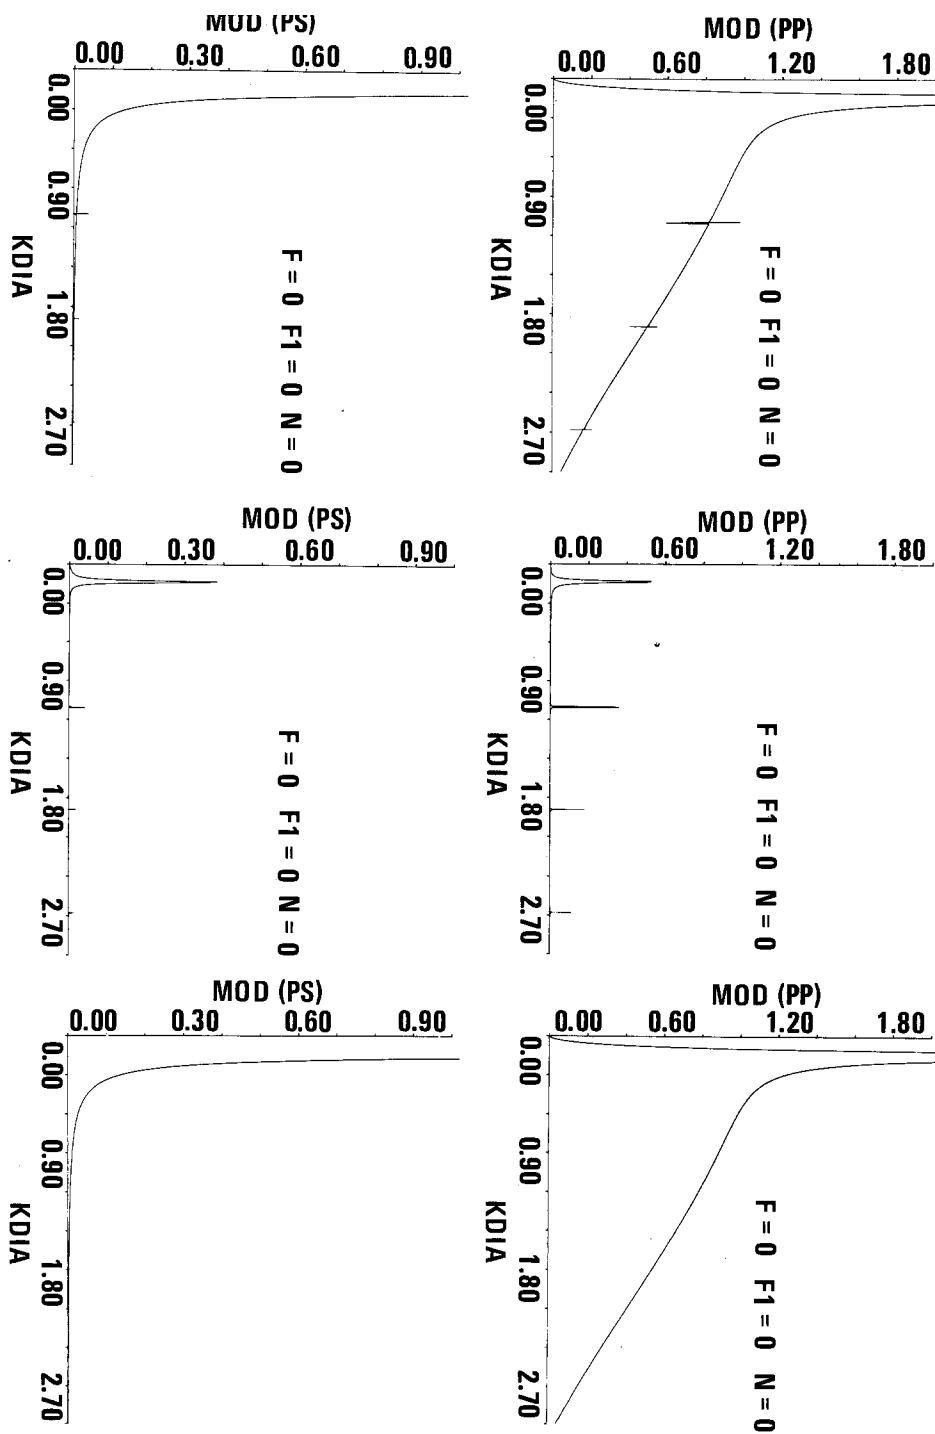 MOD (PS)
0.00 0.30 0.60 0.90
0.00 0.90 1.80 2.70
KDIA
F = 0 F1 = 0 N = 0
MOD (PP)
0.00 0.60 1.20 1.80
0.00 0.90 1.80 2.70
KDIA
F = 0 F1 = 0 N = 0
MOD (PS)
0.00 0.30 0.60 0.90
0.00 0.90 1.80 2.70
KDIA
F = 0 F1 = 0 N = 0
MOD (PP)
0.00 0.60 1.20 1.80
0.00 0.90 1.80 2.70
KDIA
F = 0 F1 = 0 N = 0
MOD (PS)
0.00 0.30 0.60 0.90
0.00 0.90 1.80 2.70
KDIA
MOD (PP)
0.00 0.60 1.20 1.80
0.00 0.90 1.80 2.70
KDIA
F = 0 F1 = 0 N = 0